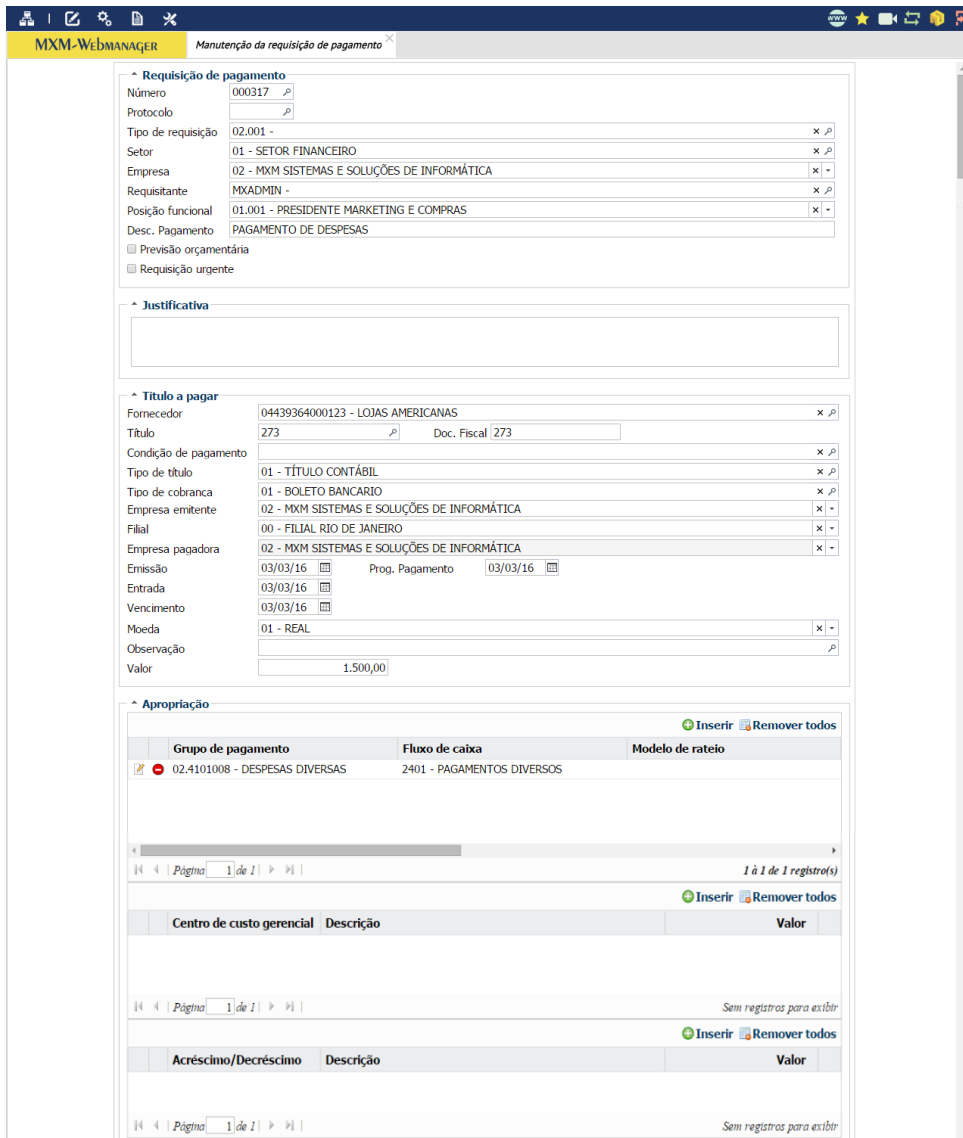 www
MXM-WEBMANAGER Manutenção da requisição de pagamento
Requisição de pagamento
Número 000317
Protocolo
Tipo de requisição 02.001 -
Setor 01 - SETOR FINANCEIRO
Empresa 02 - MXM SISTEMAS E SOLUÇÕES DE INFORMÁTICA
Requisitante MXADMIN -
Posição funcional 01.001 - PRESIDENTE MARKETING E COMPRAS
Desc. Pagamento PAGAMENTO DE DESPESAS
Previsão orçamentária
Requisição urgente
Justificativa
Título a pagar
Fornecedor 04439364000123 - LOJAS AMERICANAS
Título 273 Doc. Fiscal 273
Condição de pagamento
Tipo de título 01 - TÍTULO CONTÁBIL
Tipo de cobrança 01 - BOLETO BANCARIO
Empresa emitente 02 - MXM SISTEMAS E SOLUÇÕES DE INFORMÁTICA
Filial 00 - FILIAL RIO DE JANEIRO
Empresa pagadora 02 - MXM SISTEMAS E SOLUÇÕES DE INFORMÁTICA
Emissão 03/03/16 Prog. Pagamento 03/03/16
Entrada 03/03/16
Vencimento 03/03/16
Moeda 01 - REAL
Observação
Valor 1.500,00
Apropriação
Inserir Remover todos
Grupo de pagamento Fluxo de caixa Modelo de rateio
02.4101008 - DESPESAS DIVERSAS 2401 - PAGAMENTOS DIVERSOS
Página 1 de 1 1 à 1 de 1 registro(s)
Inserir Remover todos
Centro de custo gerencial Descrição Valor
Página 1 de 1 Sem registros para exibir
Inserir Remover todos
Acréscimo/Decréscimo Descrição Valor
Página 1 de 1 Sem registros para exibir